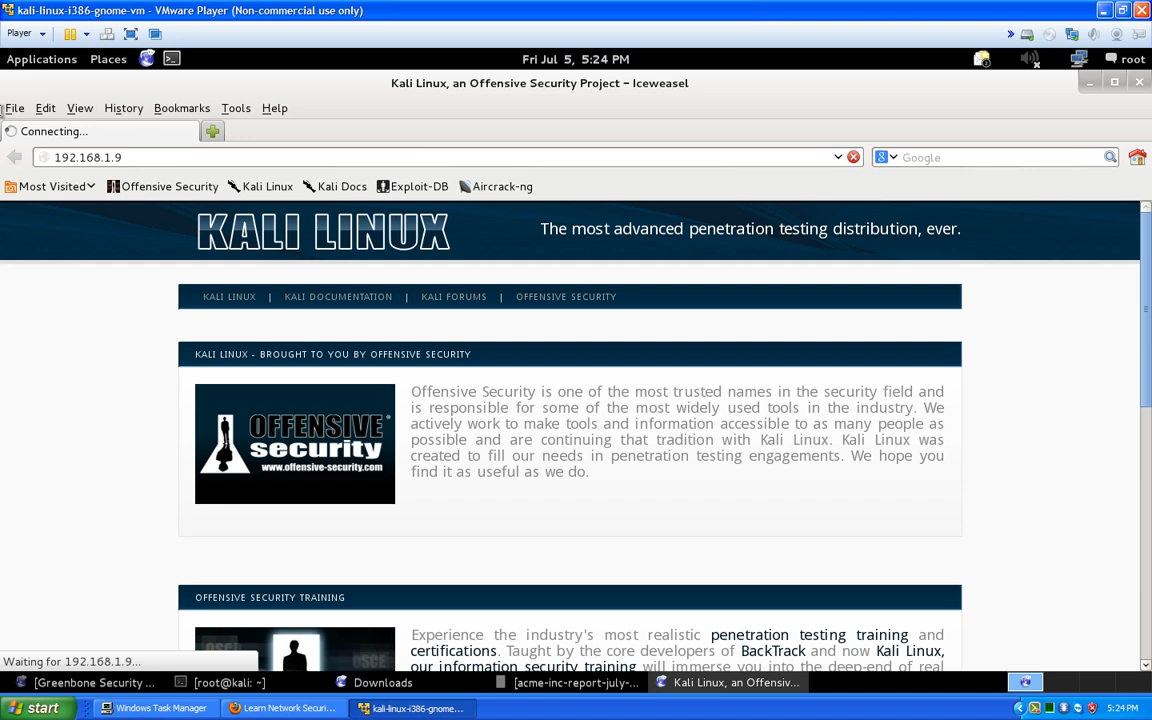 kali-linux-i386-gnome-vm - VMware Player (Non-commercial use only)
Player
Applications Places Fri Jul 5, 5:24 PM root
Kali Linux, an Offensive Security Project - Iceweasel
File Edit View History Bookmarks Tools Help
Connecting...
192.168.1.9 Google
Most Visited Offensive Security Kali Linux Kali Docs Exploit-DB Aircrack-ng
KALI LINUX The most advanced penetration testing distribution, ever.
KALI LINUX | KALI DOCUMENTATION | KALI FORUMS | OFFENSIVE SECURITY
KALI LINUX - BROUGHT TO YOU BY OFFENSIVE SECURITY
OFFENSIVE
security
www.offensive-security.com
Offensive Security is one of the most trusted names in the security field and
is responsible for some of the most widely used tools in the industry. We
actively work to make tools and information accessible to as many people as
possible and are continuing that tradition with Kali Linux. Kali Linux was
created to fill our needs in penetration testing engagements. We hope you
find it as useful as we do.
OFFENSIVE SECURITY TRAINING
Experience the industry's most realistic penetration testing training and
certifications. Taught by the core developers of BackTrack and now Kali Linux,
our information security training will immerse you into the deep-end of real
Waiting for 192.168.1.9...
[Greenbone Security ... [root@kali: ~] Downloads [acme-inc-report-july-... Kali Linux, an Offensiv...
start Windows Task Manager Learn Network Securi... kali-linux-i386-gnome... 5:24 PM